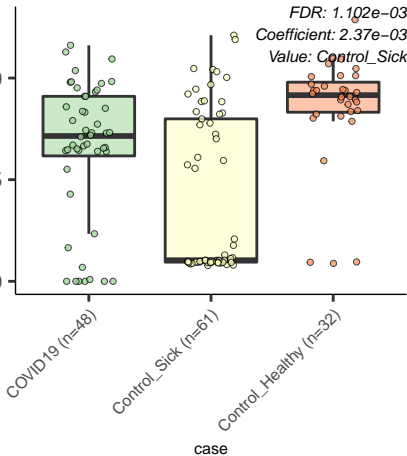 FDR: 1.102e−03
Coefficient: 2.37e−03
Value: Control_Sick
COVID19 (n=48)
Control_Sick (n=61)
Control_Healthy (n=32)
case